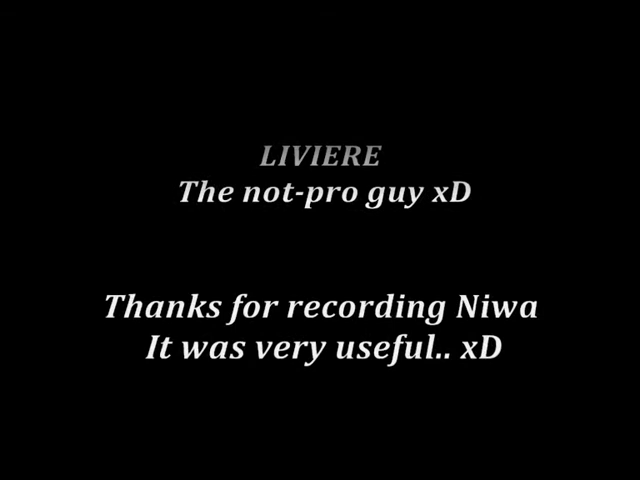 LIVIERE
The not-pro guy xD
Thanks for recording Niwa
It was very useful.. xD